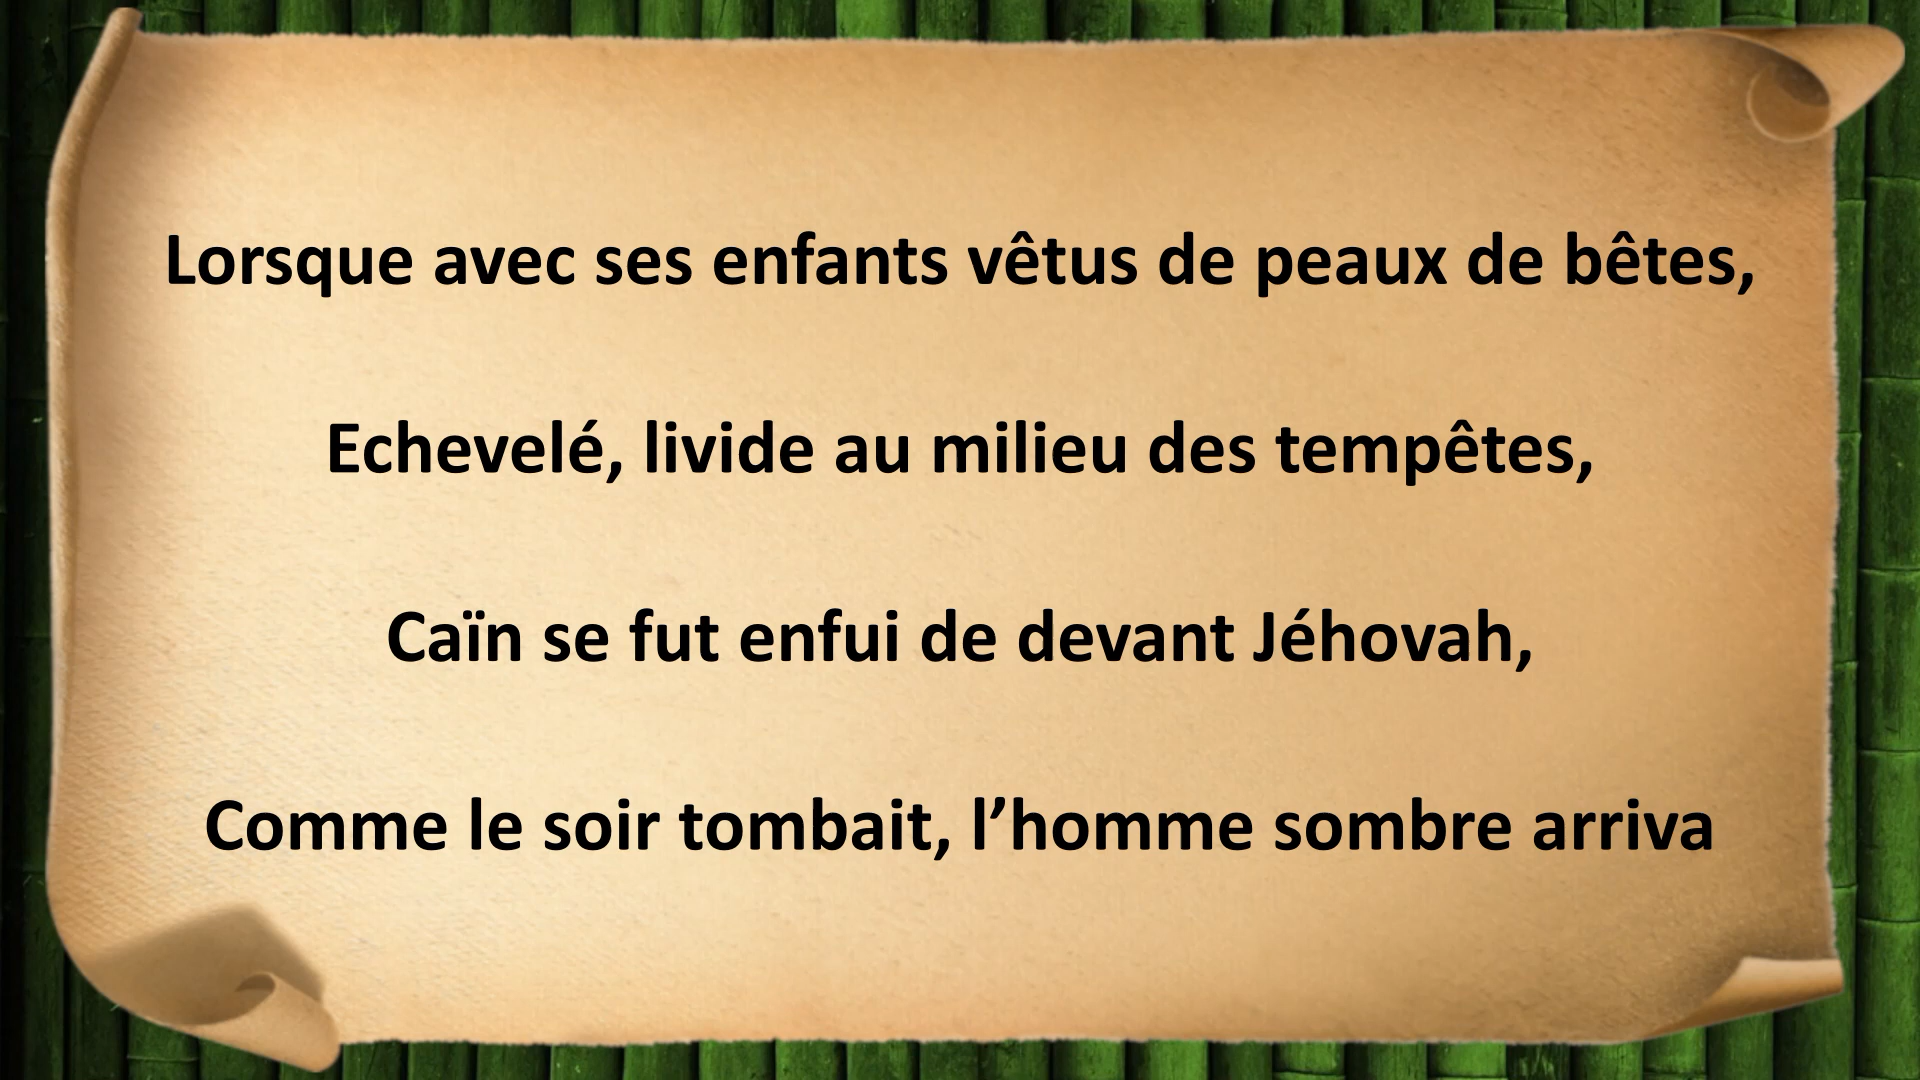 Lorsque avec ses enfants vêtus de peaux de bêtes,
Echevelé, livide au milieu des tempêtes,
Caïn se fut enfui de devant Jéhovah,
Comme le soir tombait, l’homme sombre arriva